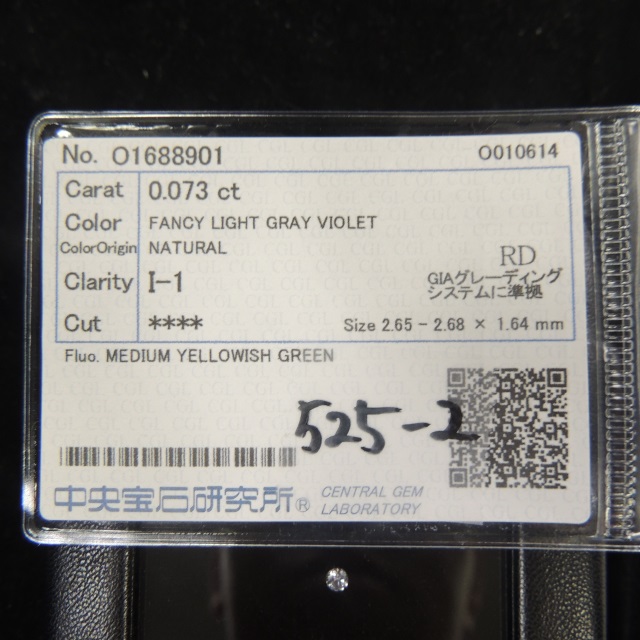 No. O1688901 O010614
Carat 0.073 ct
Color FANCY LIGHT GRAY VIOLET
ColorOrigin NATURAL
RD
Clarity I-1 GIAグレーディング
システムに準拠
Cut **** Size 2.65 - 2.68 × 1.64 mm
Fluo. MEDIUM YELLOWISH GREEN
525-2
中央宝石研究所® CENTRAL GEM
LABORATORY